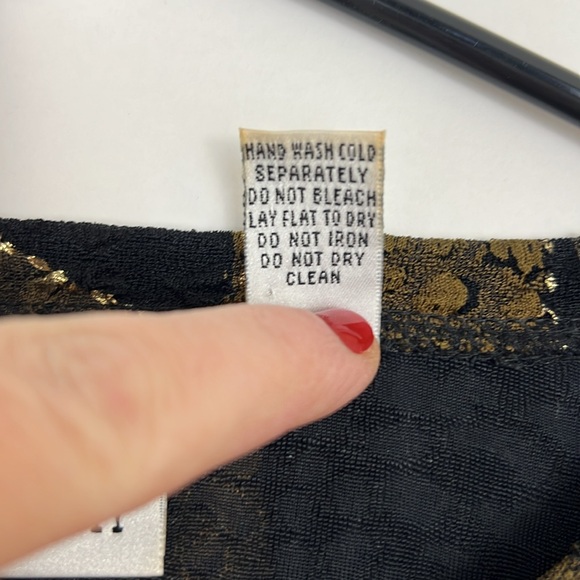 HAND WASH COLD
SEPARATELY
DO NOT BLEACH
LAY FLAT TO DRY
DO NOT IRON
DO NOT DRY
CLEAN